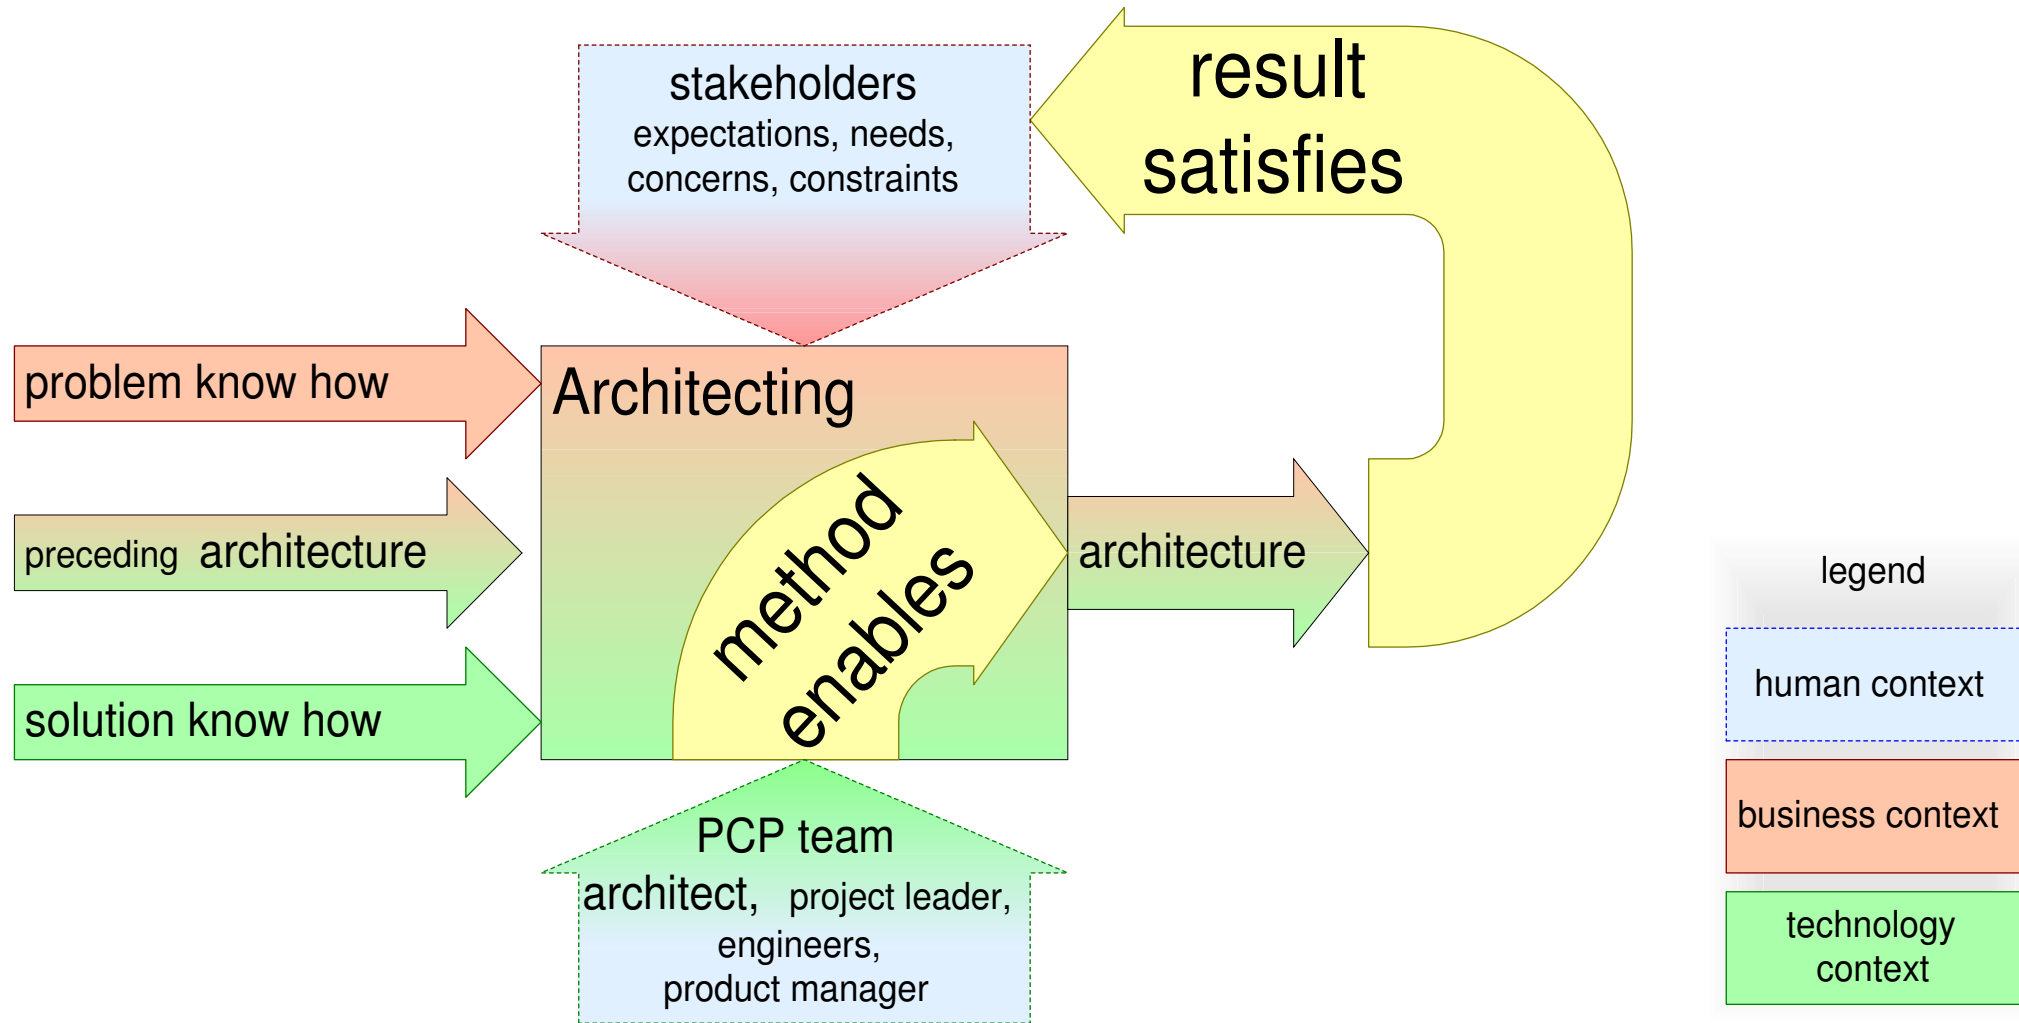 stakeholders
expectations, needs,
concerns, constraints
result
satisfies
problem know how
Architecting
preceding architecture
method
enables
architecture
solution know how
PCP team
architect, project leader,
engineers,
product manager
legend
human context
business context
technology
context